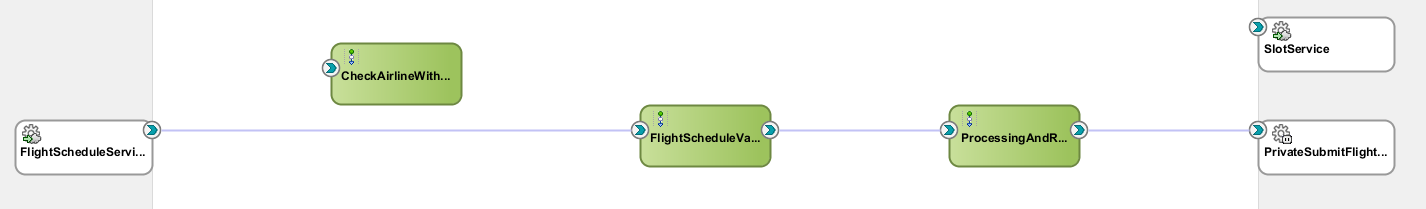 SlotService
CheckAirlineWith...
FlightScheduleServi...
FlightScheduleVa...
ProcessingAndR...
PrivateSubmitFlight...